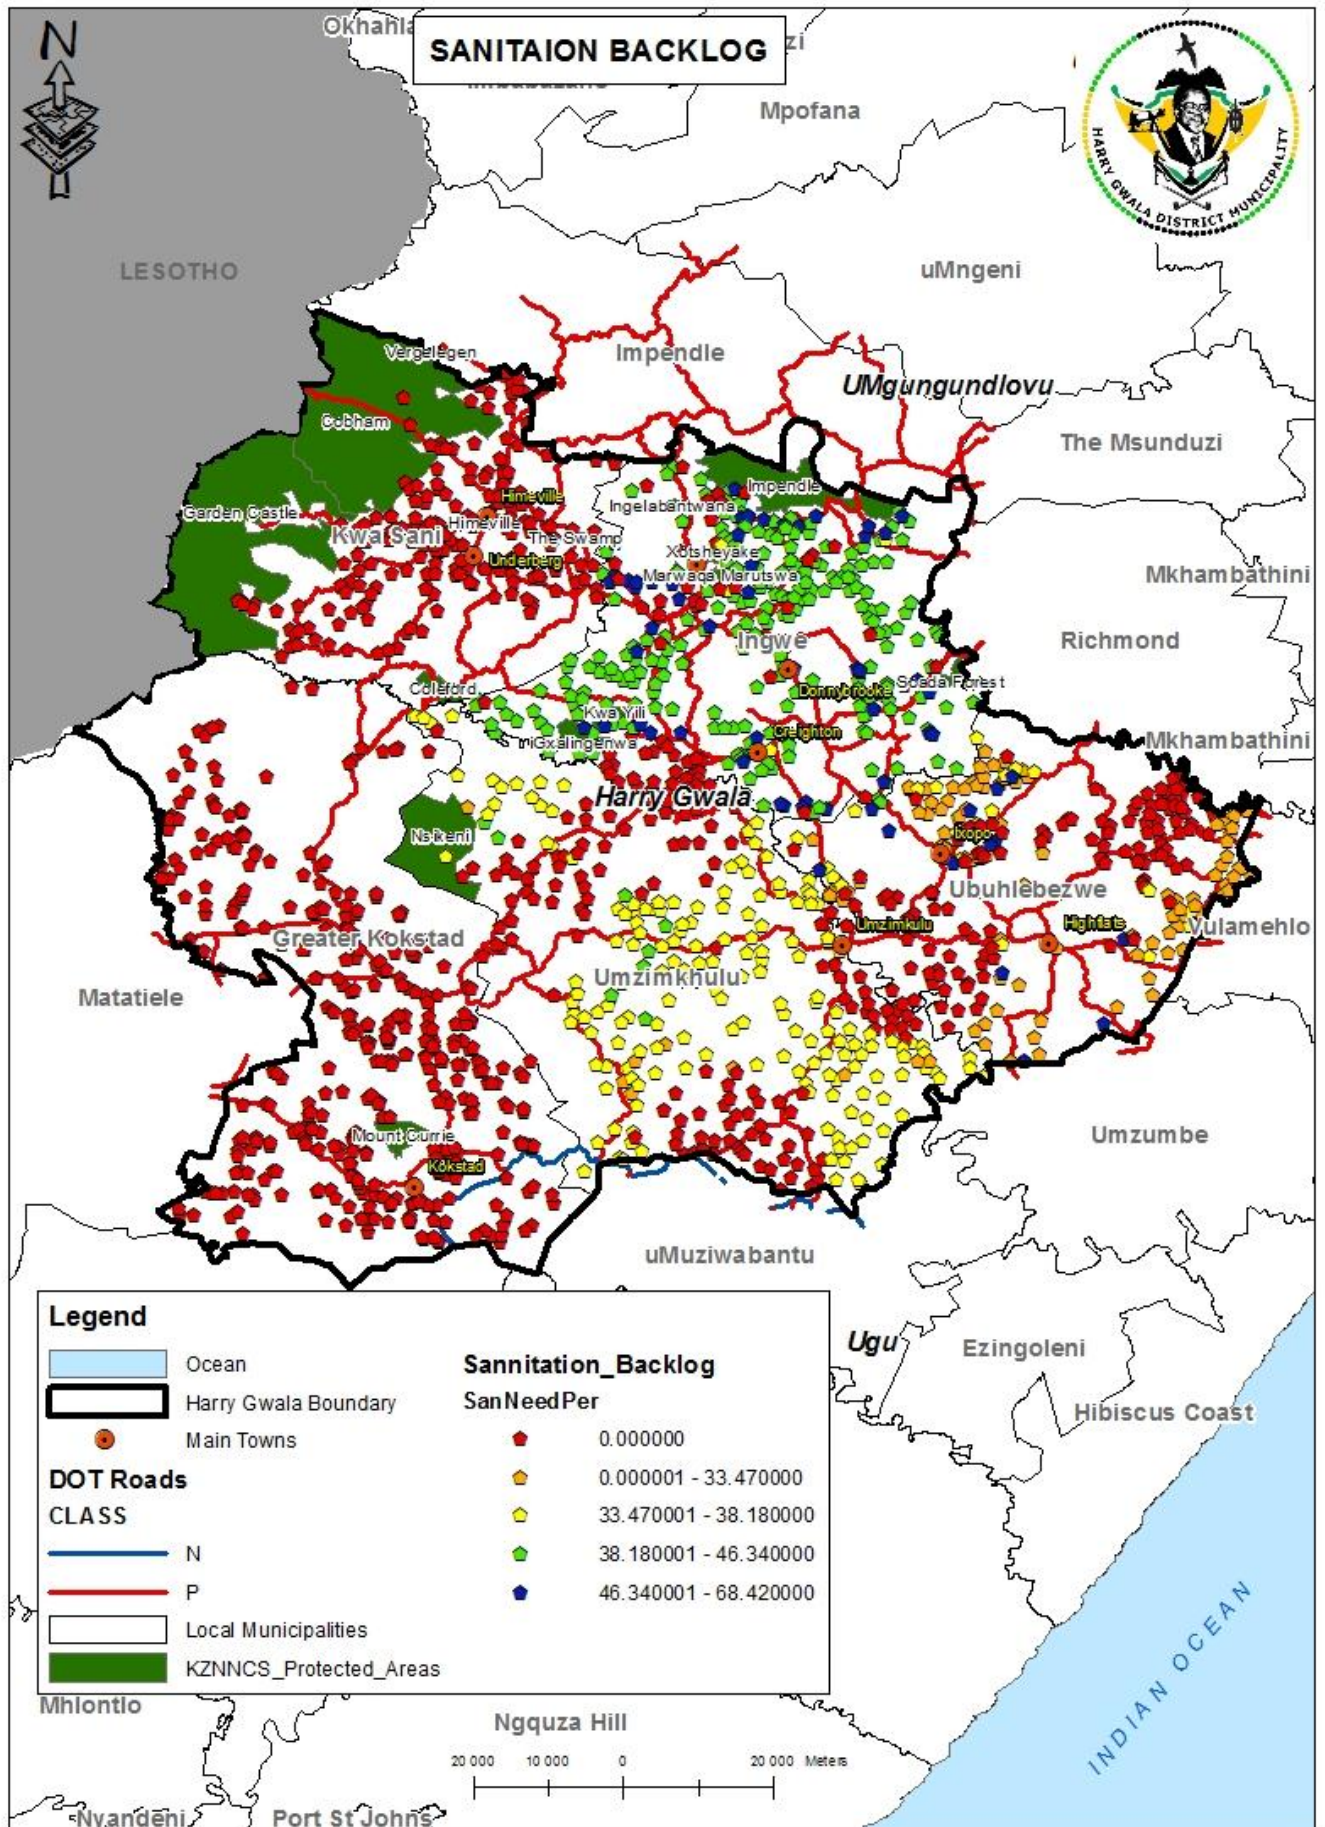 N
Okhahla
SANITAION BACKLOG
zi
Mpofana
HARRY GWALA DISTRICT MUNICIPALITY
LESOTHO
uMngeni
Vergelegen
Impendle
UMgungundlovu
Cobham
The Msunduzi
Garden Castle
Himeville
Impendle
Ingelabantwana
Kwa Sani
Himeville
The Swamp
Underberg
Xotsheyake
Marwaqa Marutswa
Mkhambathini
Ingwe
Richmond
Coleford
Donnybrooke
Soada Forest
Kwa Yili
iGxalingenwa
Creighton
Mkhambathini
Harry Gwala
Nsikeni
Ixopo
Ubuhlebezwe
Greater Kokstad
Umzimkulu
Highflats
Vulamehlo
Matatiele
Umzimkhulu
Mount Currie
Kokstad
Umzumbe
uMuziwabantu
Legend
Ocean
Harry Gwala Boundary
Main Towns
DOT Roads
CLASS
N
P
Local Municipalities
KZNNCS_Protected_Areas
Sannitation_Backlog
SanNeedPer
0.000000
0.000001 - 33.470000
33.470001 - 38.180000
38.180001 - 46.340000
46.340001 - 68.420000
Ugu
Ezingoleni
Hibiscus Coast
INDIAN OCEAN
Mhlontlo
Ngquza Hill
20 000 10 000 0 20 000 Meters
Nyandeni
Port St Johns